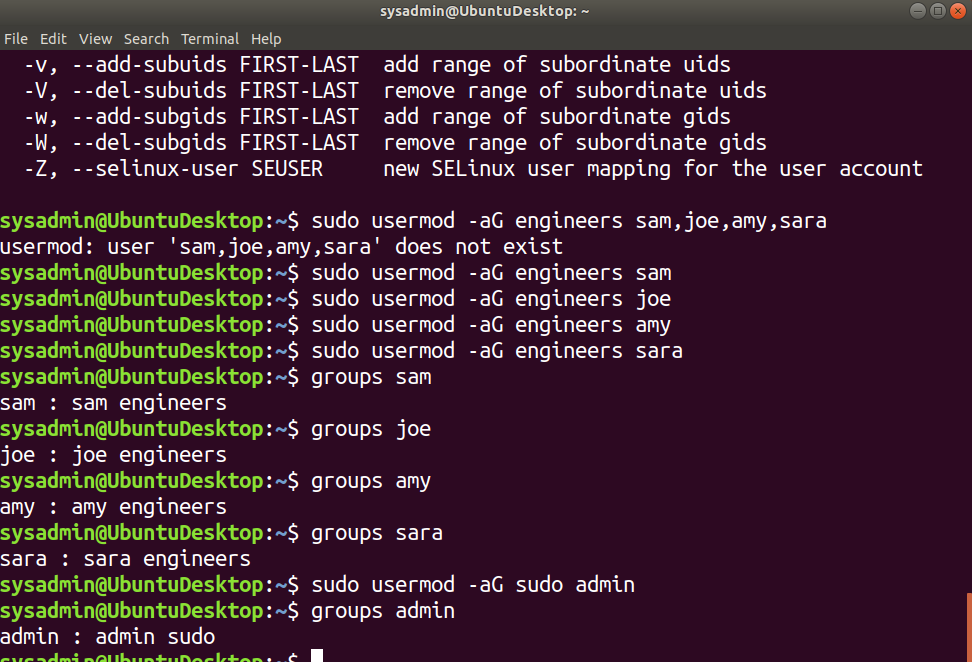 sysadmin@UbuntuDesktop: ~
File Edit View Search Terminal Help
-v, --add-subuids FIRST-LAST  add range of subordinate uids
-V, --del-subuids FIRST-LAST  remove range of subordinate uids
-w, --add-subgids FIRST-LAST  add range of subordinate gids
-W, --del-subgids FIRST-LAST  remove range of subordinate gids
-Z, --selinux-user SEUSER     new SELinux user mapping for the user account
sysadmin@UbuntuDesktop:~$ sudo usermod -aG engineers sam,joe,amy,sara
usermod: user 'sam,joe,amy,sara' does not exist
sysadmin@UbuntuDesktop:~$ sudo usermod -aG engineers sam
sysadmin@UbuntuDesktop:~$ sudo usermod -aG engineers joe
sysadmin@UbuntuDesktop:~$ sudo usermod -aG engineers amy
sysadmin@UbuntuDesktop:~$ sudo usermod -aG engineers sara
sysadmin@UbuntuDesktop:~$ groups sam
sam : sam engineers
sysadmin@UbuntuDesktop:~$ groups joe
joe : joe engineers
sysadmin@UbuntuDesktop:~$ groups amy
amy : amy engineers
sysadmin@UbuntuDesktop:~$ groups sara
sara : sara engineers
sysadmin@UbuntuDesktop:~$ sudo usermod -aG sudo admin
sysadmin@UbuntuDesktop:~$ groups admin
admin : admin sudo
sysadmin@UbuntuDesktop:~$